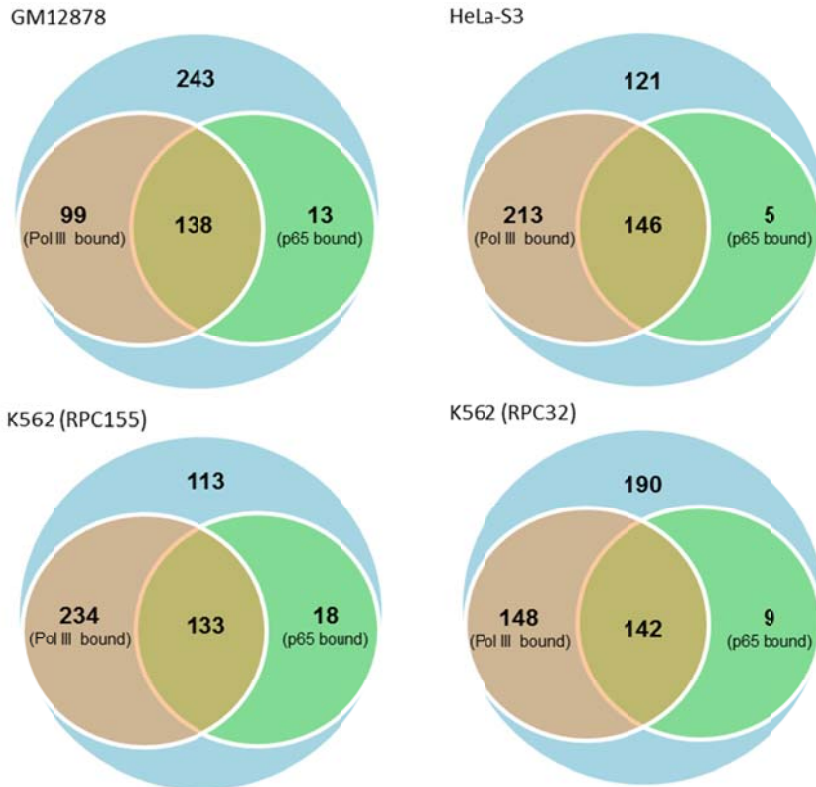 GM12878
243
99
(Pol III bound)
138
13
(p65 bound)
HeLa-S3
121
213
(Pol III bound)
146
5
(p65 bound)
K562 (RPC155)
113
234
(Pol III bound)
133
18
(p65 bound)
K562 (RPC32)
190
148
(Pol III bound)
142
9
(p65 bound)